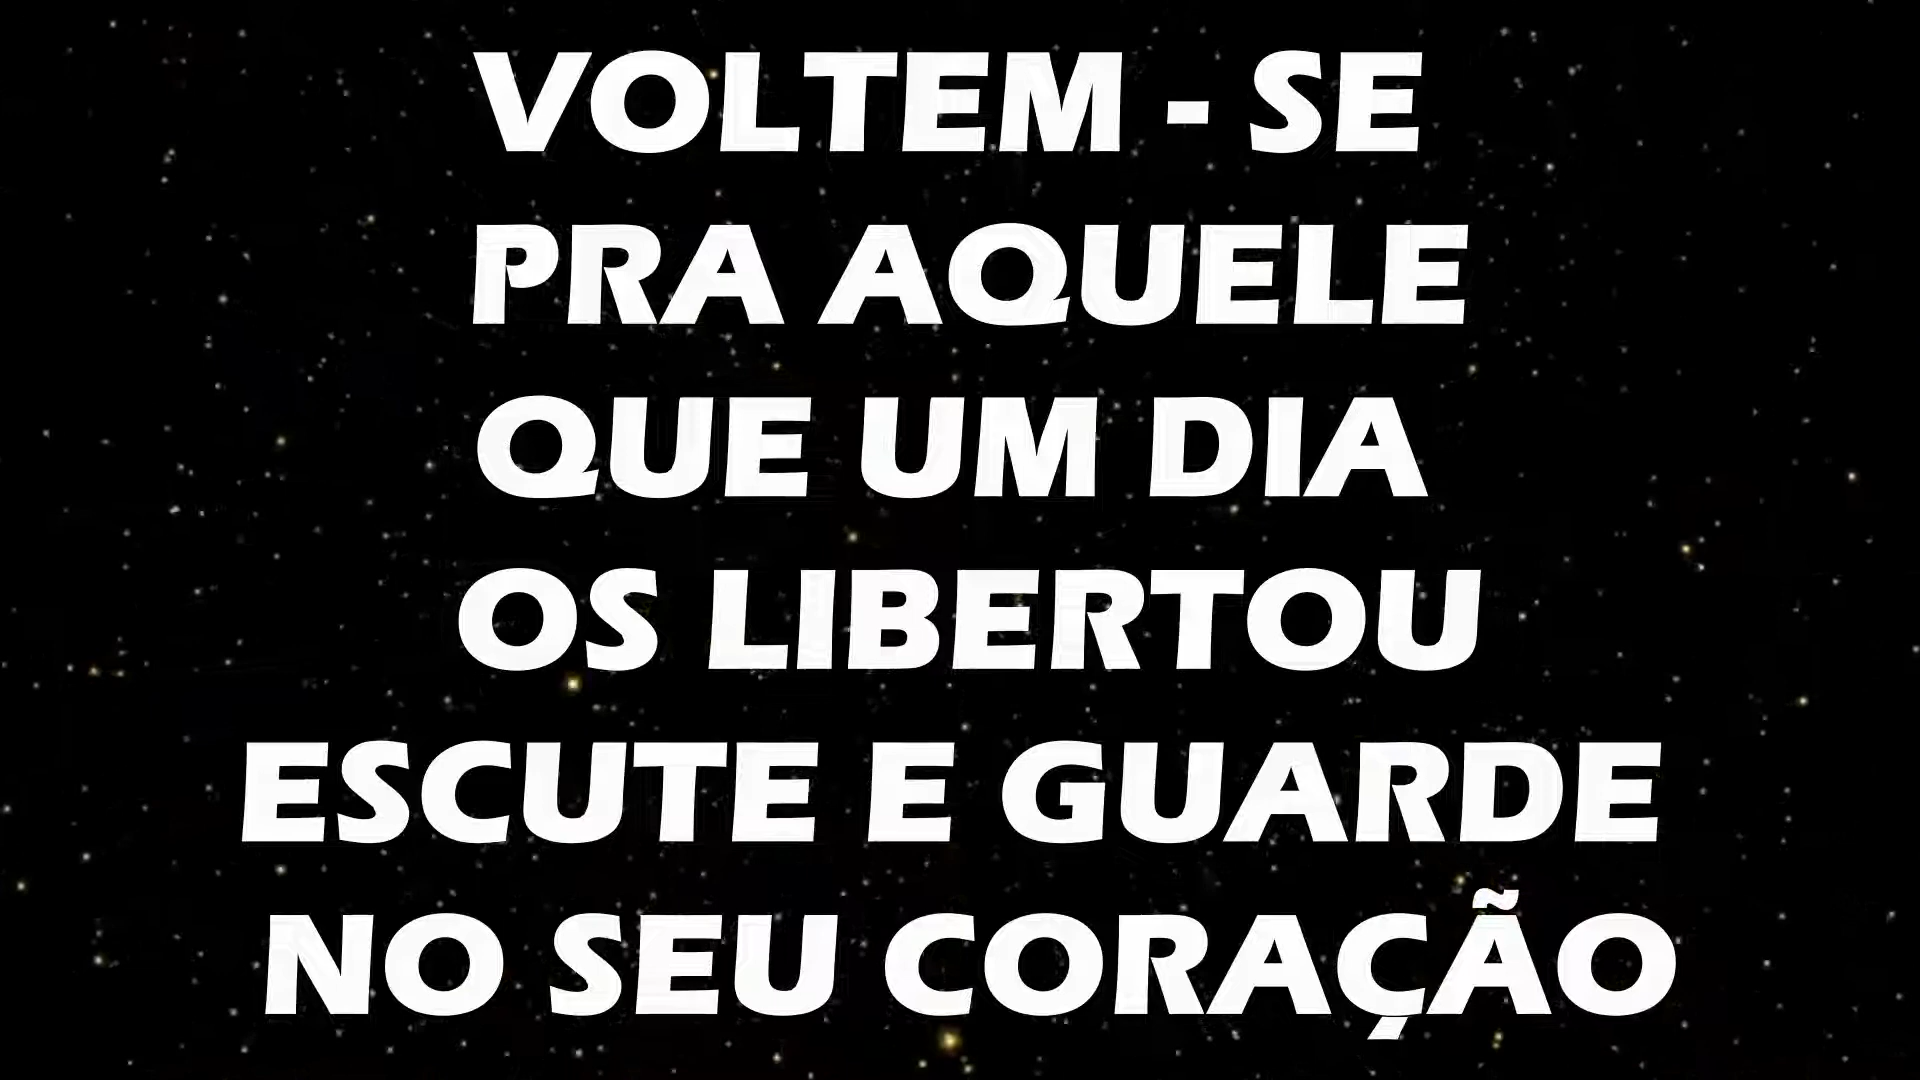 VOLTEM - SE
PRA AQUELE
QUE UM DIA
OS LIBERTOU
ESCUTE E GUARDE
NO SEU CORAÇÃO